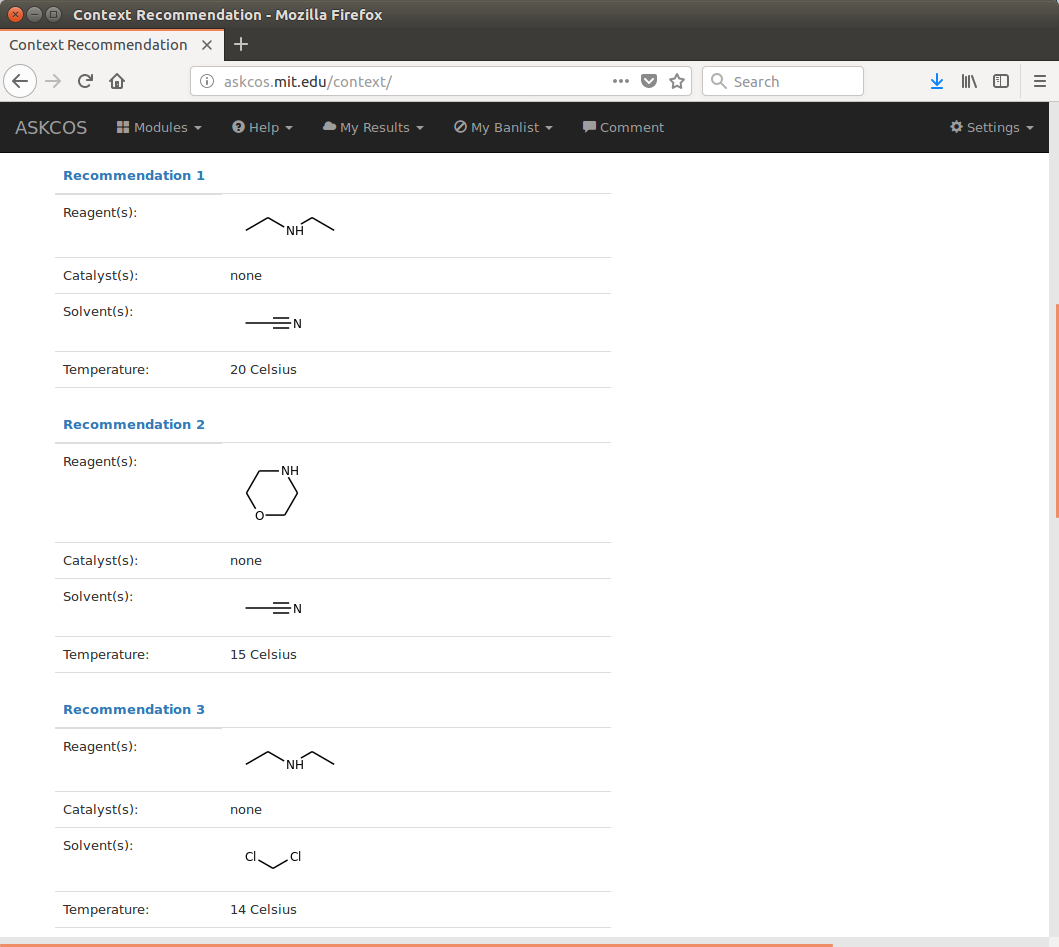 Context Recommendation - Mozilla Firefox
Context Recommendation
askcos.mit.edu/context/
Search
ASKCOS Modules Help My Results My Banlist Comment Settings
Recommendation 1
Reagent(s):
NH
Catalyst(s): none
Solvent(s):
N
Temperature: 20 Celsius
Recommendation 2
Reagent(s):
NH
O
Catalyst(s): none
Solvent(s):
N
Temperature: 15 Celsius
Recommendation 3
Reagent(s):
NH
Catalyst(s): none
Solvent(s):
Cl Cl
Temperature: 14 Celsius